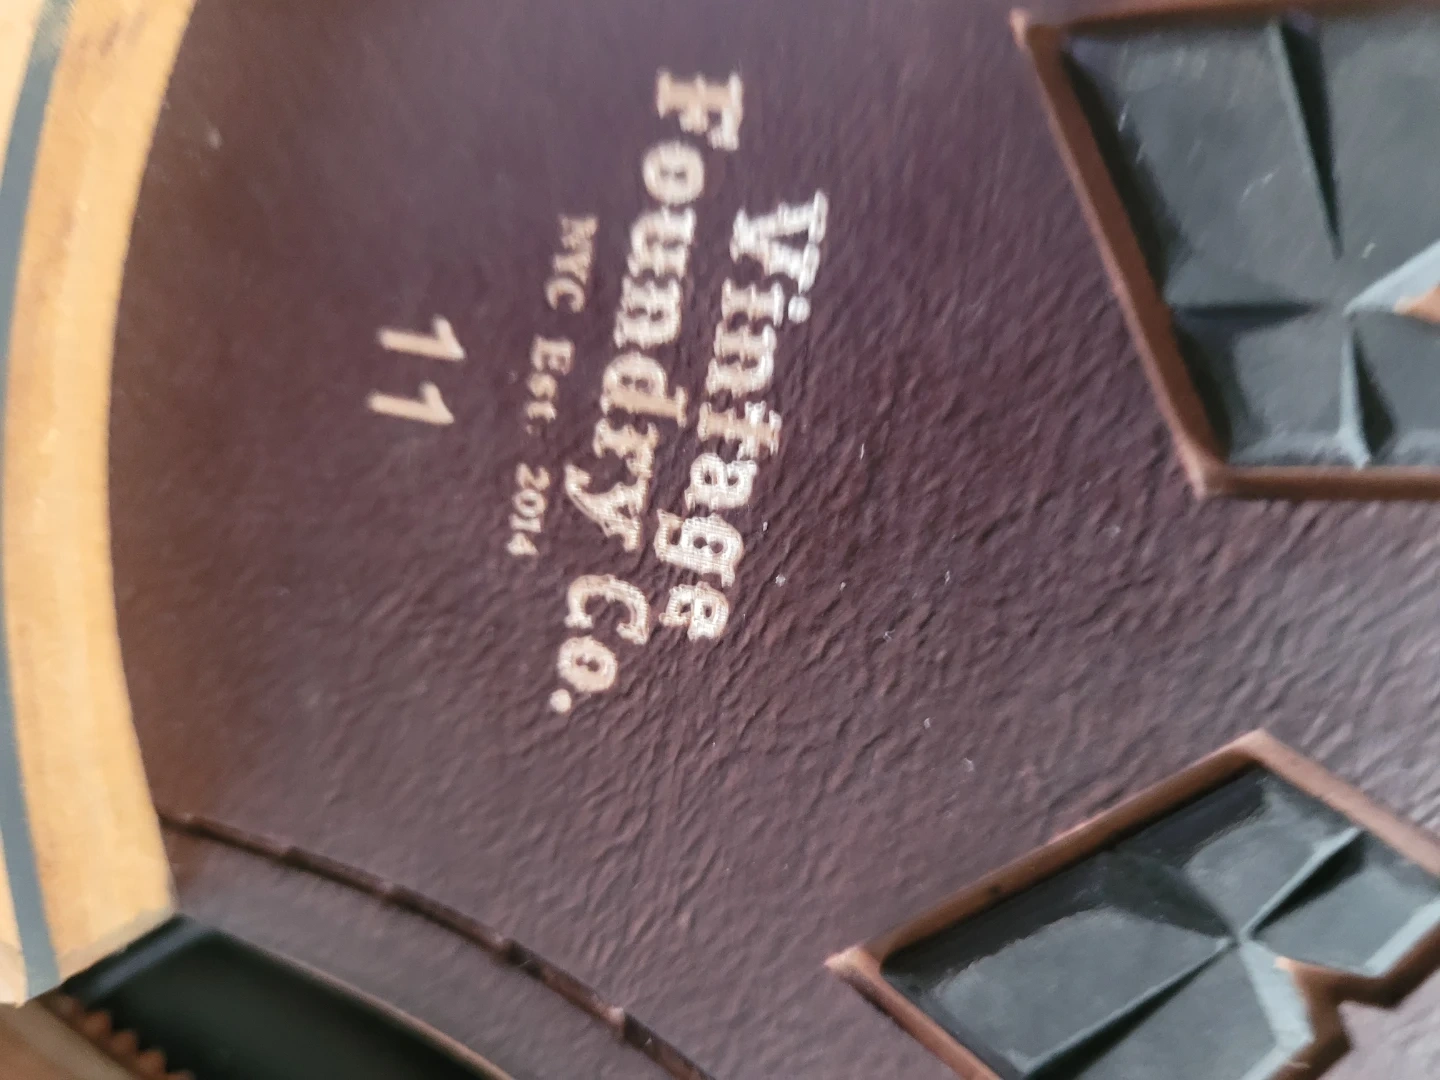 Vintage
Foundry Co.
NYC Est. 2014
11